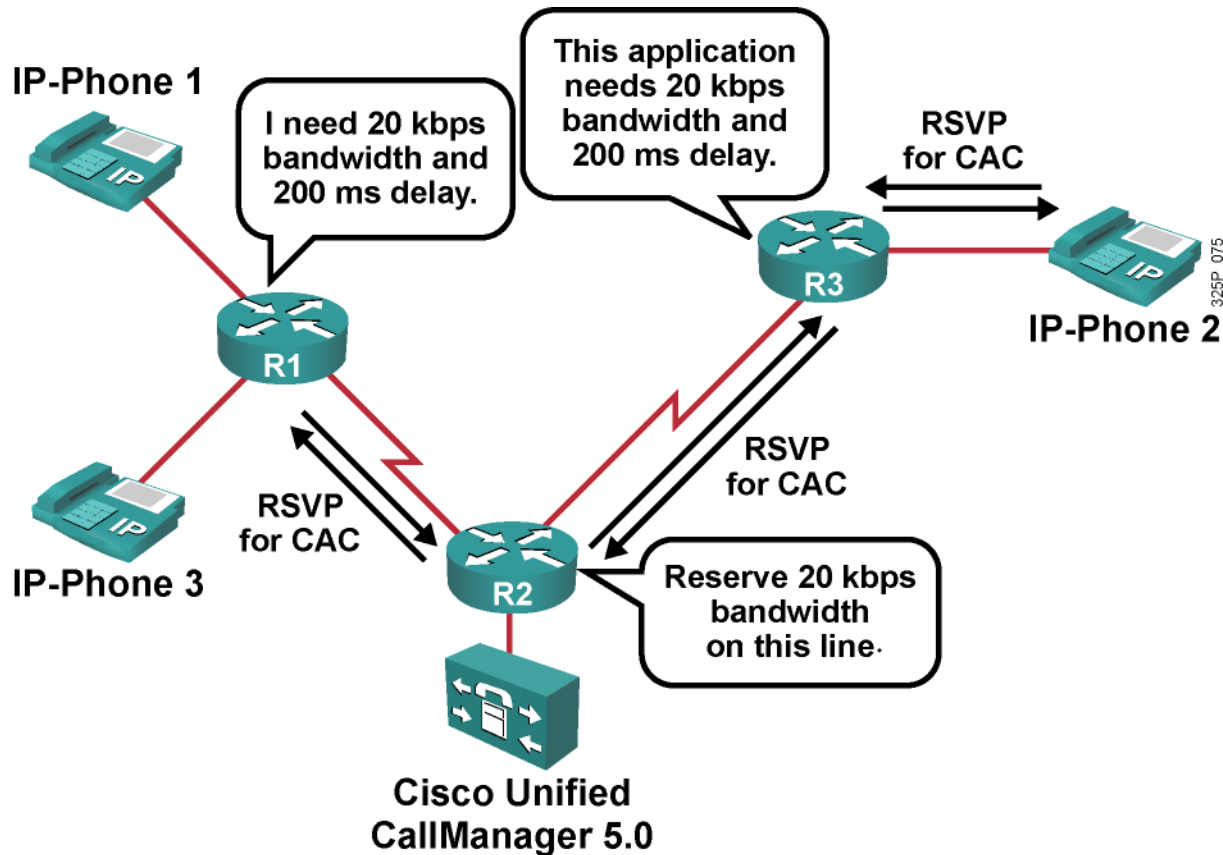 IP-Phone 1
I need 20 kbps
bandwidth and
200 ms delay.
This application
needs 20 kbps
bandwidth and
200 ms delay.
RSVP
for CAC
IP
R3
IP
325P_075
IP-Phone 2
R1
IP
IP-Phone 3
RSVP
for CAC
RSVP
for CAC
R2
Reserve 20 kbps
bandwidth
on this line.
Cisco Unified
CallManager 5.0